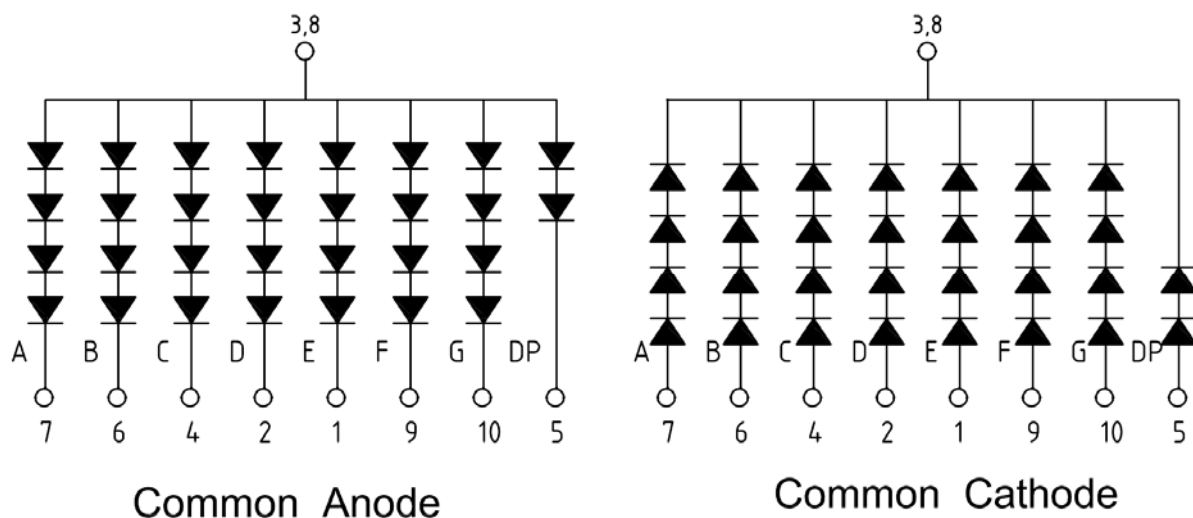 3,8 3,8
A B C D E F G DP A B C D E F G DP
7 6 4 2 1 9 10 5 7 6 4 2 1 9 10 5
Common Anode Common Cathode